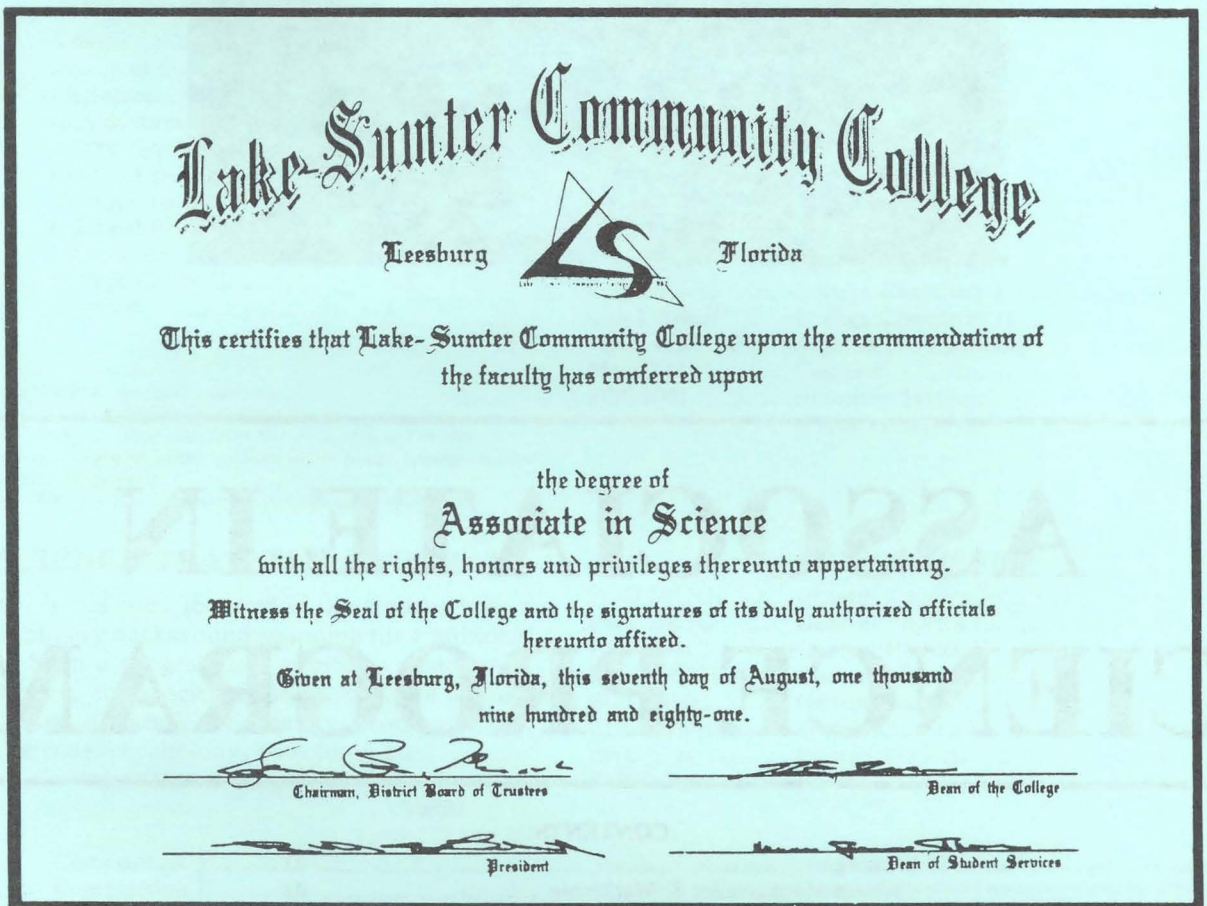 Lake-Sumter Community College
Leesburg Florida
LS
This certifies that Lake-Sumter Community College upon the recommendation of
the faculty has conferred upon
the degree of
Associate in Science
with all the rights, honors and privileges thereunto appertaining.
Witness the Seal of the College and the signatures of its duly authorized officials
hereunto affixed.
Given at Leesburg, Florida, this seventh day of August, one thousand
nine hundred and eighty-one.
Chairman, District Board of Trustees
Dean of the College
President
Dean of Student Services